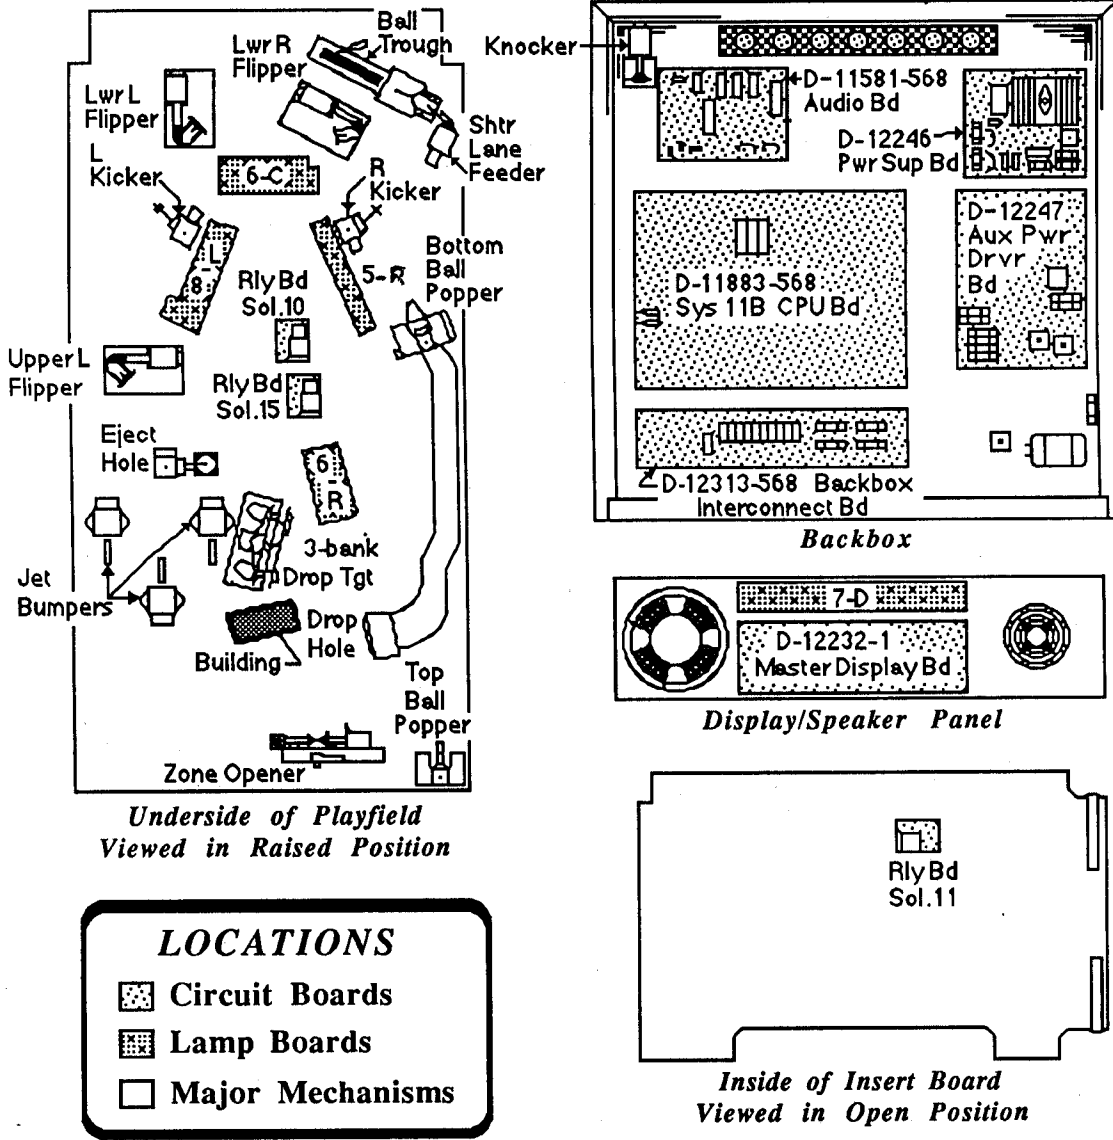 Ball
Trough
Lwr R
Flipper
Lwr L
Flipper
Shtr
Lane
Feeder
L
Kicker
6-C
R
Kicker
8-L
5-R
Bottom
Ball
Popper
Rly Bd
Sol.10
Upper L
Flipper
Rly Bd
Sol.15
Eject
Hole
6-R
3-bank
Drop Tgt
Jet
Bumpers
Drop
Hole
Building
Top
Ball
Popper
Zone Opener
Underside of Playfield
Viewed in Raised Position
LOCATIONS
Circuit Boards
Lamp Boards
Major Mechanisms
Knocker
D-11581-568
Audio Bd
D-12246
Pwr Sup Bd
D-12247
Aux Pwr
Drvr
Bd
D-11883-568
Sys 11B CPU Bd
D-12313-568 Backbox
Interconnect Bd
Backbox
7-D
D-12232-1
Master Display Bd
Display/Speaker Panel
Rly Bd
Sol.11
Inside of Insert Board
Viewed in Open Position